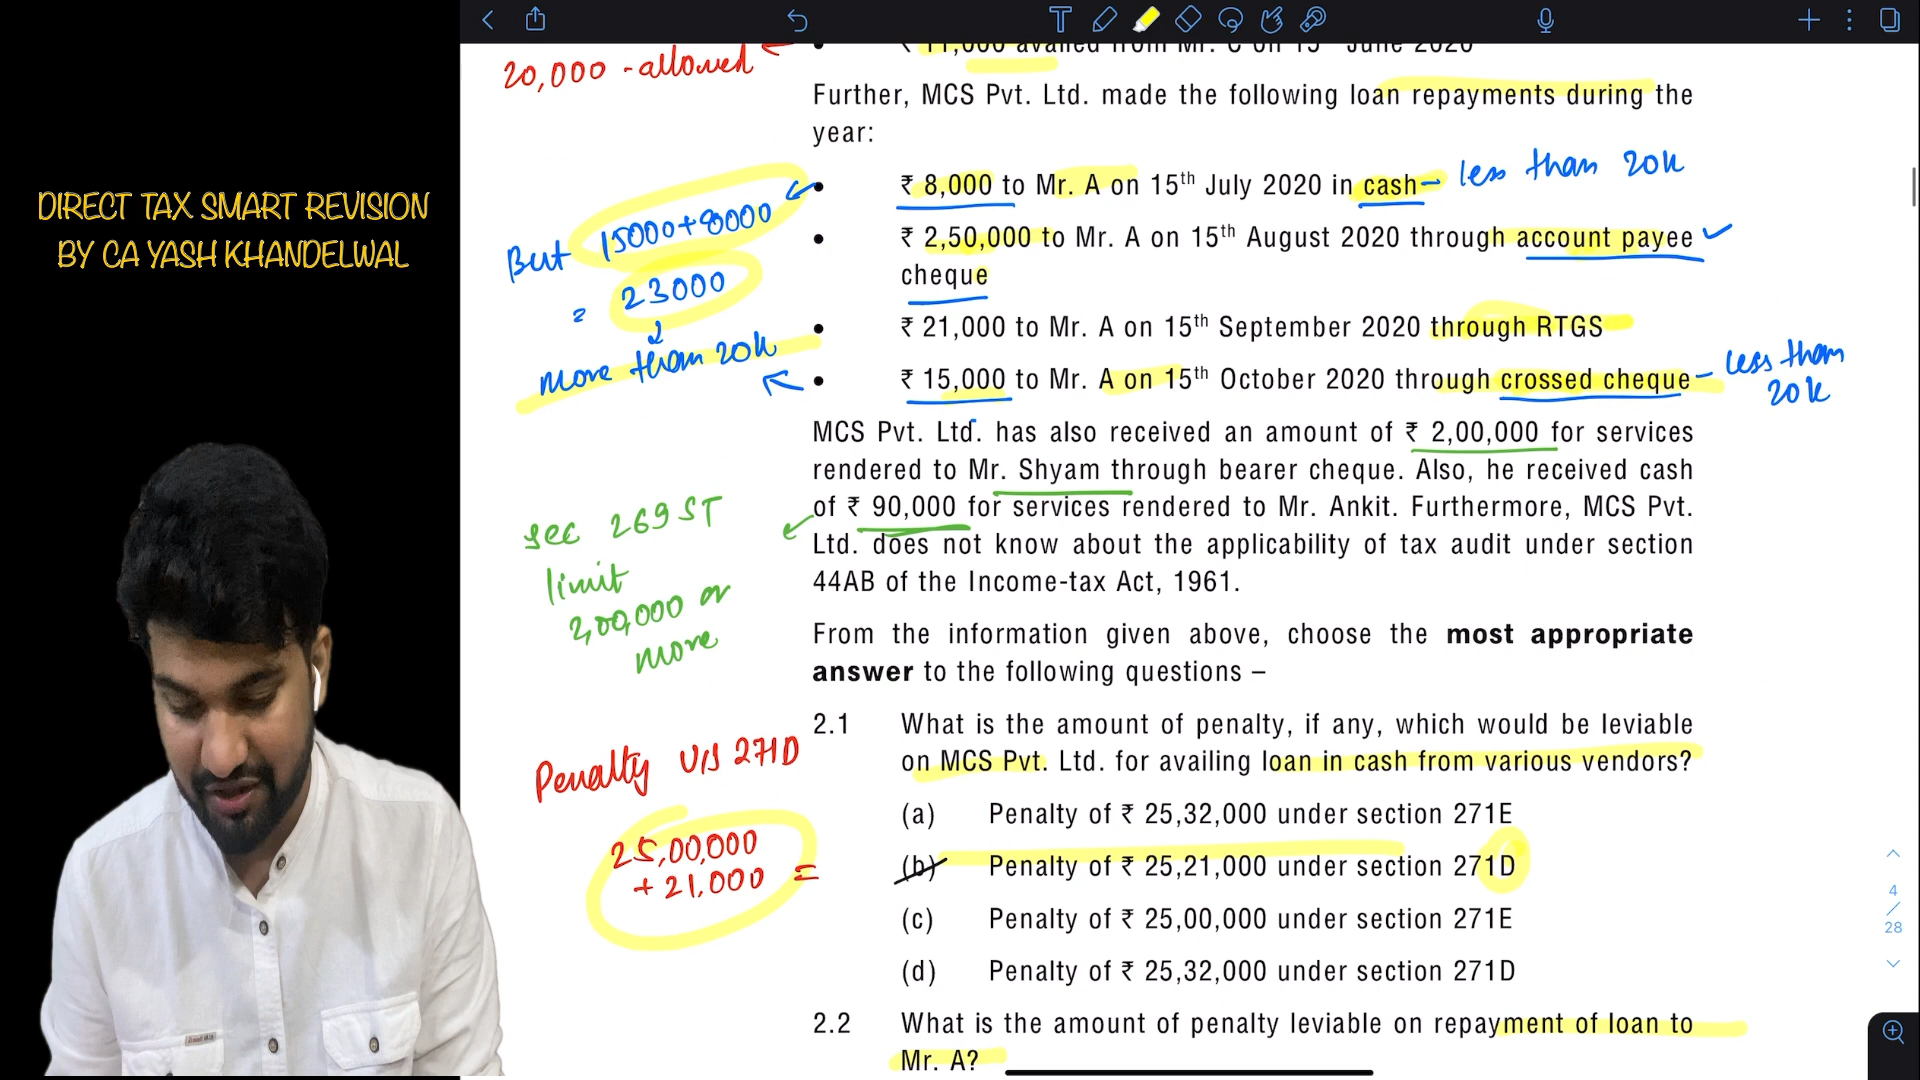 DIRECT TAX SMART REVISION
BY CA YASH KHANDELWAL
20,000 - allowed
• ₹ 11,000 availed from Mr. C on 15th June 2020
Further, MCS Pvt. Ltd. made the following loan repayments during the
year:
• ₹ 8,000 to Mr. A on 15th July 2020 in cash - less than 20k
• ₹ 2,50,000 to Mr. A on 15th August 2020 through account payee
cheque
• ₹ 21,000 to Mr. A on 15th September 2020 through RTGS
• ₹ 15,000 to Mr. A on 15th October 2020 through crossed cheque - less than
20k
But 15000+8000
= 23000
more than 20k
MCS Pvt. Ltd. has also received an amount of ₹ 2,00,000 for services
rendered to Mr. Shyam through bearer cheque. Also, he received cash
of ₹ 90,000 for services rendered to Mr. Ankit. Furthermore, MCS Pvt.
Ltd. does not know about the applicability of tax audit under section
44AB of the Income-tax Act, 1961.
sec 269ST
limit
2,00,000 or
more
From the information given above, choose the most appropriate
answer to the following questions –
2.1 What is the amount of penalty, if any, which would be leviable
on MCS Pvt. Ltd. for availing loan in cash from various vendors?
(a) Penalty of ₹ 25,32,000 under section 271E
(b) Penalty of ₹ 25,21,000 under section 271D
(c) Penalty of ₹ 25,00,000 under section 271E
(d) Penalty of ₹ 25,32,000 under section 271D
Penalty U/S 271D
25,00,000
+ 21,000 =
2.2 What is the amount of penalty leviable on repayment of loan to
Mr. A?
4
/
28